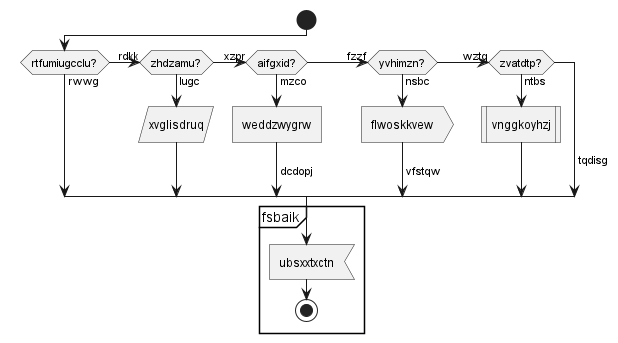 rtfumiugcclu?
rdkk
zhdzamu?
xzpr
aifgxid?
fzzf
yvhimzn?
wztg
zvatdtp?
rwwg
lugc
mzco
nsbc
ntbs
xvglisdruq
weddzwygrw
flwoskkvew
vnggkoyhzj
dcdopj
vfstqw
tqdisg
fsbaik
ubsxxtxctn